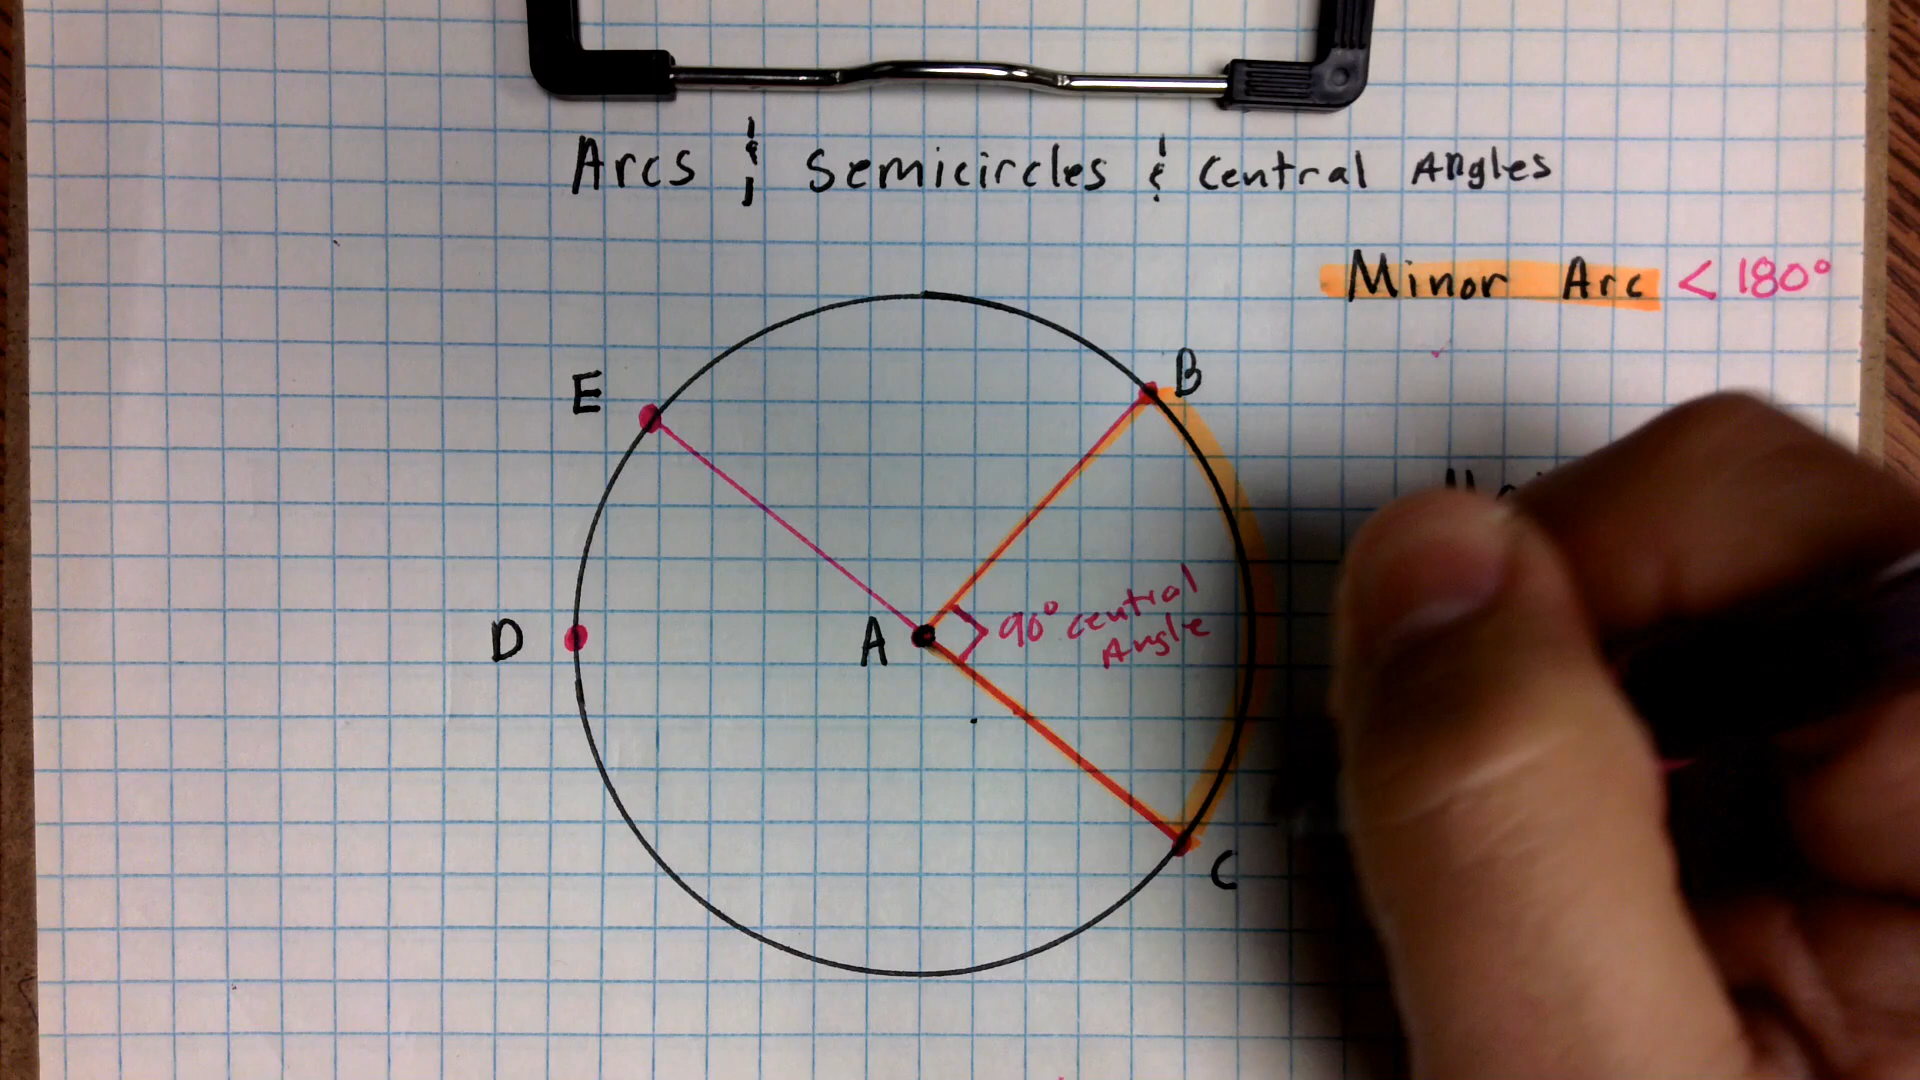 Arcs & Semicircles & Central Angles
Minor Arc < 180°
B
E
90° central
Angle
D
A
C